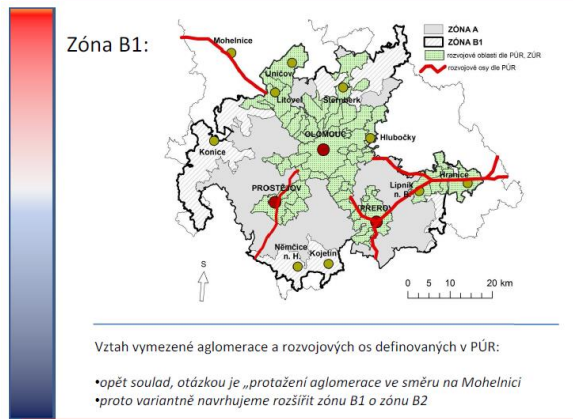 Zóna B1:
ZÓNA A
ZÓNA B1
rozvojové oblasti dle PÚR, ZÚR
rozvojové osy dle PÚR
Mohelnice
Uničov
Litovel
Šternberk
OLOMOUC
Hlubočky
Konice
Hranice
Lipník n. B.
PROSTĚJOV
PŘEROV
Němčice n. H.
Kojetín
S
0 5 10 20 km
Vztah vymezené aglomerace a rozvojových os definovaných v PÚR:
•opět soulad, otázkou je „protažení aglomerace ve směru na Mohelnici
•proto variantně navrhujeme rozšířit zónu B1 o zónu B2